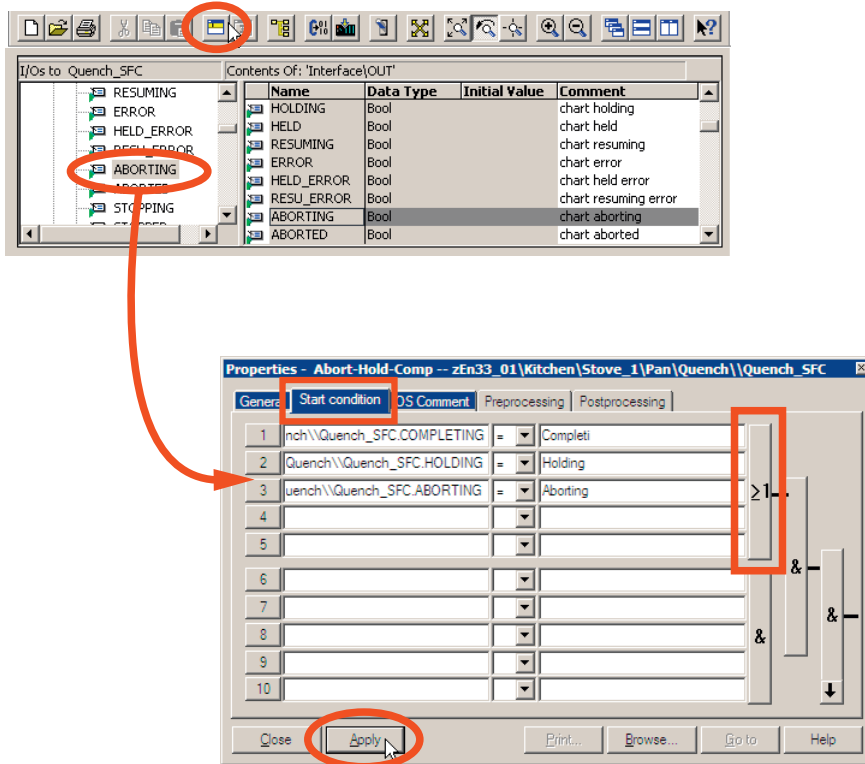 I/Os to Quench_SFC
Contents Of: 'Interface\OUT'
RESUMING
ERROR
HELD_ERROR
RESU_ERROR
ABORTING
ABORTED
STOPPING
STOPPED
Name Data Type Initial Value Comment
HOLDING Bool chart holding
HELD Bool chart held
RESUMING Bool chart resuming
ERROR Bool chart error
HELD_ERROR Bool chart held error
RESU_ERROR Bool chart resuming error
ABORTING Bool chart aborting
ABORTED Bool chart aborted
Properties - Abort-Hold-Comp -- zEn33_01\Kitchen\Stove_1\Pan\Quench\\Quench_SFC
General Start condition OS Comment Preprocessing Postprocessing
1 nch\\Quench_SFC.COMPLETING = Completi
2 Quench\\Quench_SFC.HOLDING = Holding
3 uench\\Quench_SFC.ABORTING = Aborting
≥1
4
5
&
6
7
&
8
&
9
10
Close Apply Print... Browse... Go to Help